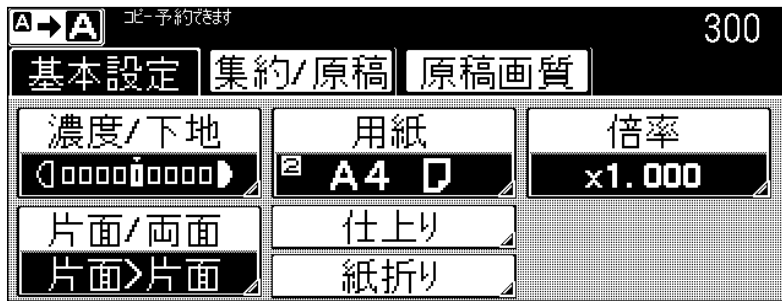 A→A コピー予約できます 300
基本設定 集約/原稿 原稿画質
濃度/下地 用紙 倍率
2 A4 x1.000
片面/両面 仕上り
片面>片面 紙折り